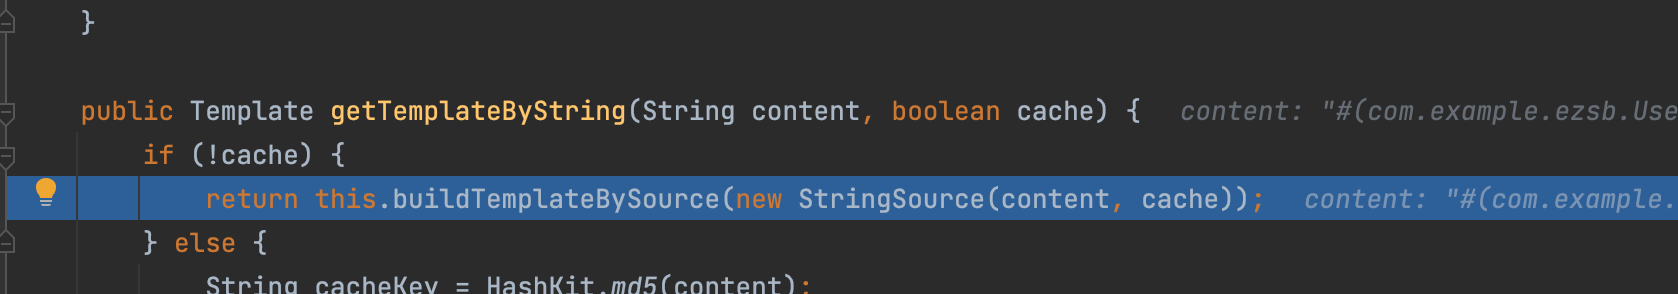 }
public Template getTemplateByString(String content, boolean cache) { content: "#(com.example.ezsb.Use
if (!cache) {
return this.buildTemplateBySource(new StringSource(content, cache)); content: "#(com.example.
} else {
String cacheKey = HashKit.md5(content);